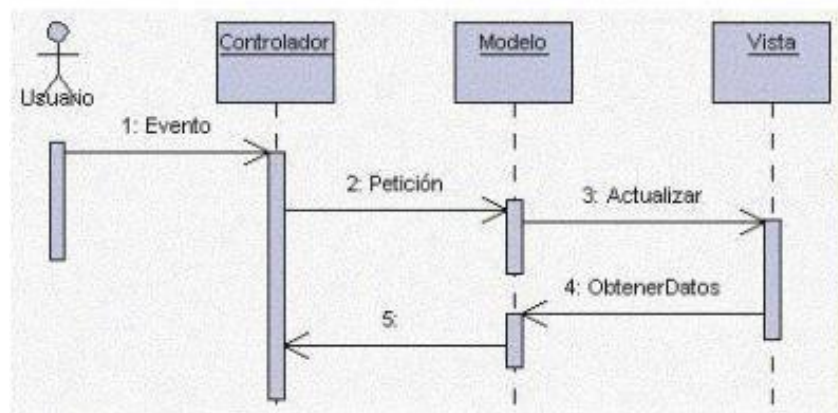 Controlador
Modelo
Vista
Usuario
1: Evento
2: Petición
3: Actualizar
4: ObtenerDatos
5: